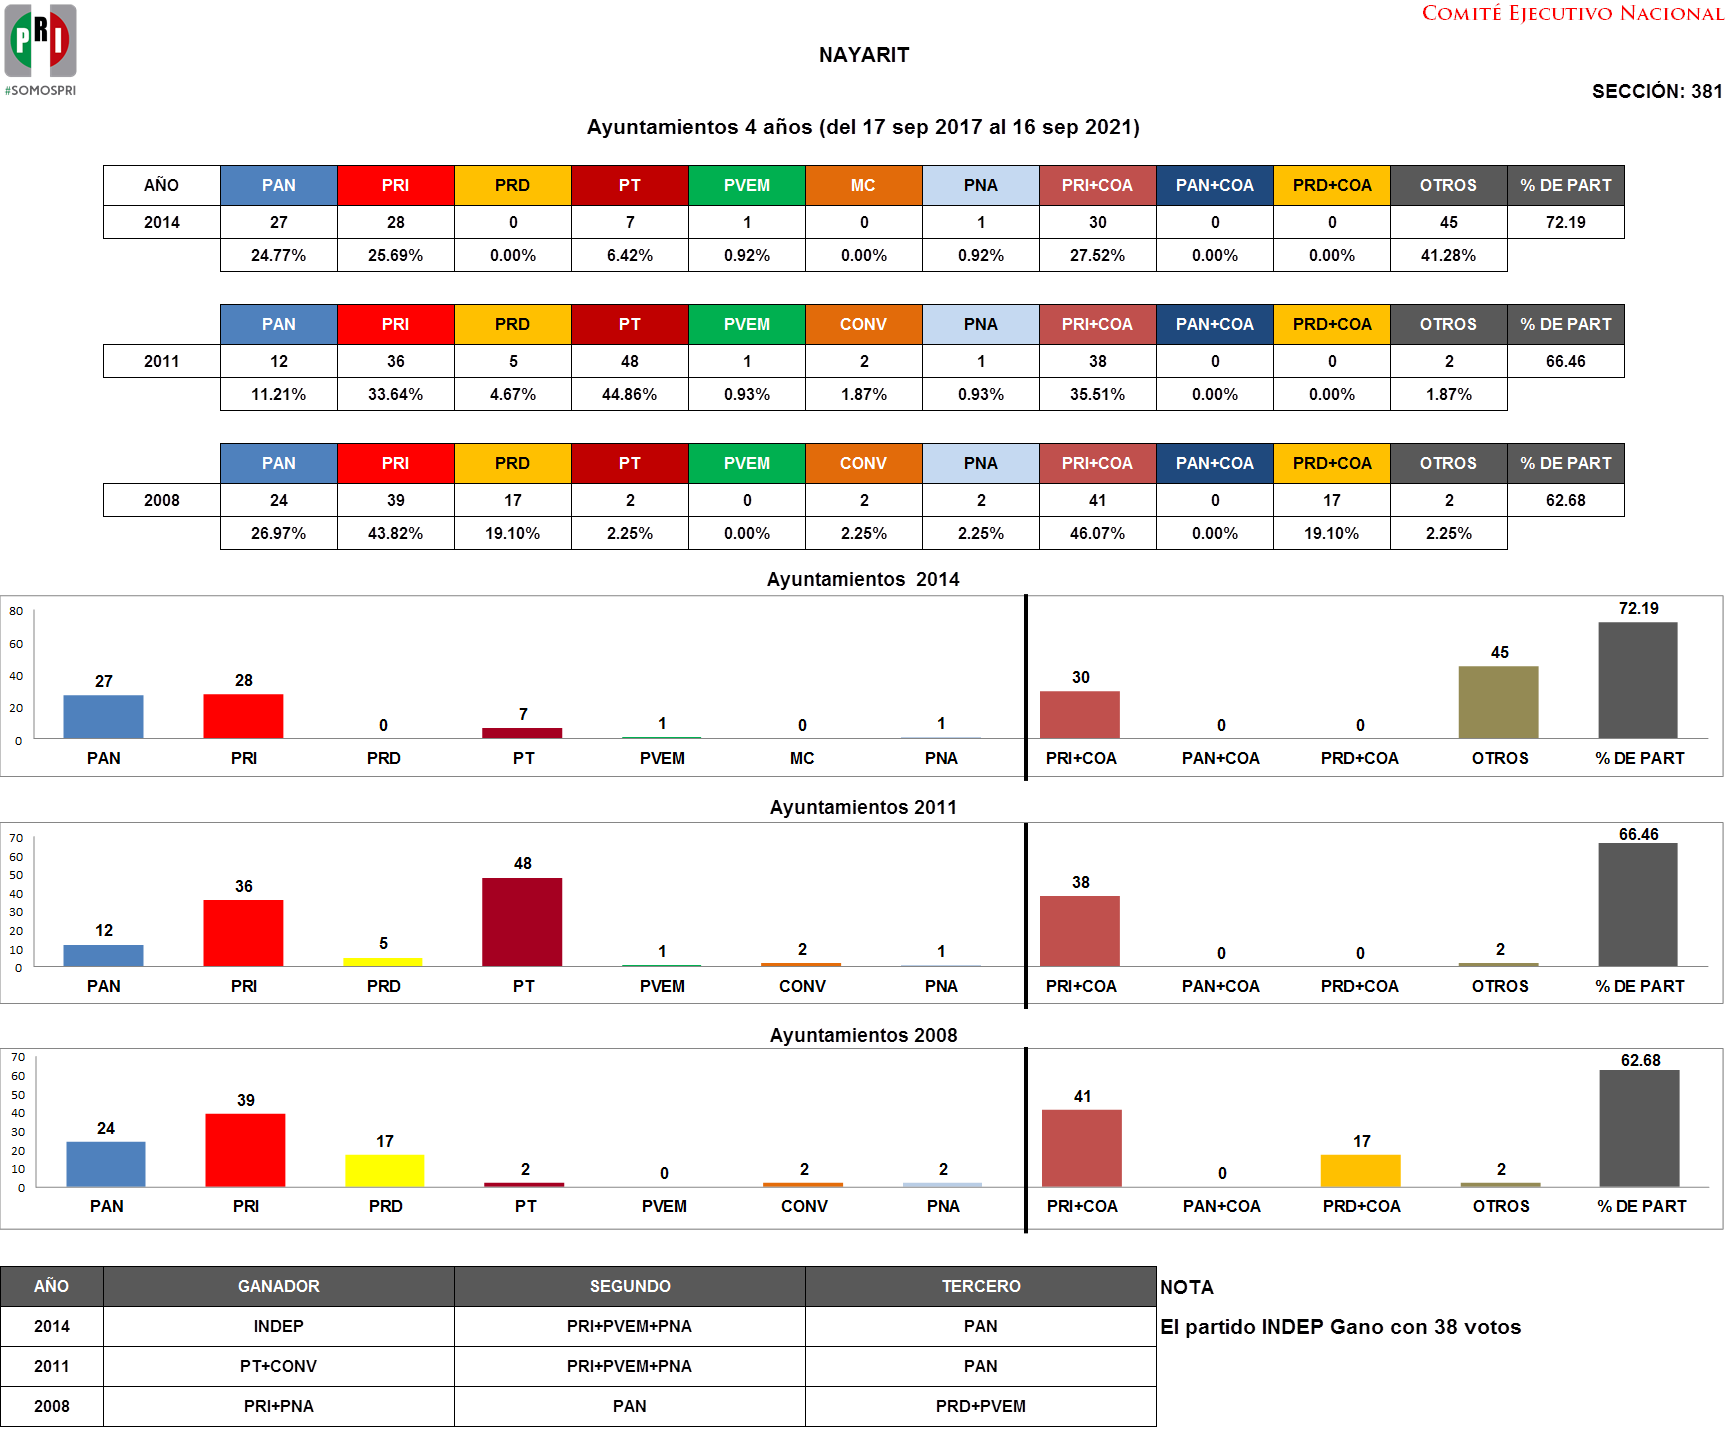 COMITÉ EJECUTIVO NACIONAL
PRI
#SOMOSPRI
NAYARIT
SECCIÓN: 381
Ayuntamientos 4 años (del 17 sep 2017 al 16 sep 2021)
AÑO PAN PRI PRD PT PVEM MC PNA PRI+COA PAN+COA PRD+COA OTROS % DE PART
2014 27 28 0 7 1 0 1 30 0 0 45 72.19
24.77% 25.69% 0.00% 6.42% 0.92% 0.00% 0.92% 27.52% 0.00% 0.00% 41.28%
PAN PRI PRD PT PVEM CONV PNA PRI+COA PAN+COA PRD+COA OTROS % DE PART
2011 12 36 5 48 1 2 1 38 0 0 2 66.46
11.21% 33.64% 4.67% 44.86% 0.93% 1.87% 0.93% 35.51% 0.00% 0.00% 1.87%
PAN PRI PRD PT PVEM CONV PNA PRI+COA PAN+COA PRD+COA OTROS % DE PART
2008 24 39 17 2 0 2 2 41 0 17 2 62.68
26.97% 43.82% 19.10% 2.25% 0.00% 2.25% 2.25% 46.07% 0.00% 19.10% 2.25%
Ayuntamientos 2014
80
60
40
20
0
27 28 0 7 1 0 1 30 0 0 45 72.19
PAN PRI PRD PT PVEM MC PNA PRI+COA PAN+COA PRD+COA OTROS % DE PART
Ayuntamientos 2011
70
60
50
40
30
20
10
0
12 36 5 48 1 2 1 38 0 0 2 66.46
PAN PRI PRD PT PVEM CONV PNA PRI+COA PAN+COA PRD+COA OTROS % DE PART
Ayuntamientos 2008
70
60
50
40
30
20
10
0
24 39 17 2 0 2 2 41 0 17 2 62.68
PAN PRI PRD PT PVEM CONV PNA PRI+COA PAN+COA PRD+COA OTROS % DE PART
AÑO GANADOR SEGUNDO TERCERO NOTA
2014 INDEP PRI+PVEM+PNA PAN El partido INDEP Gano con 38 votos
2011 PT+CONV PRI+PVEM+PNA PAN
2008 PRI+PNA PAN PRD+PVEM